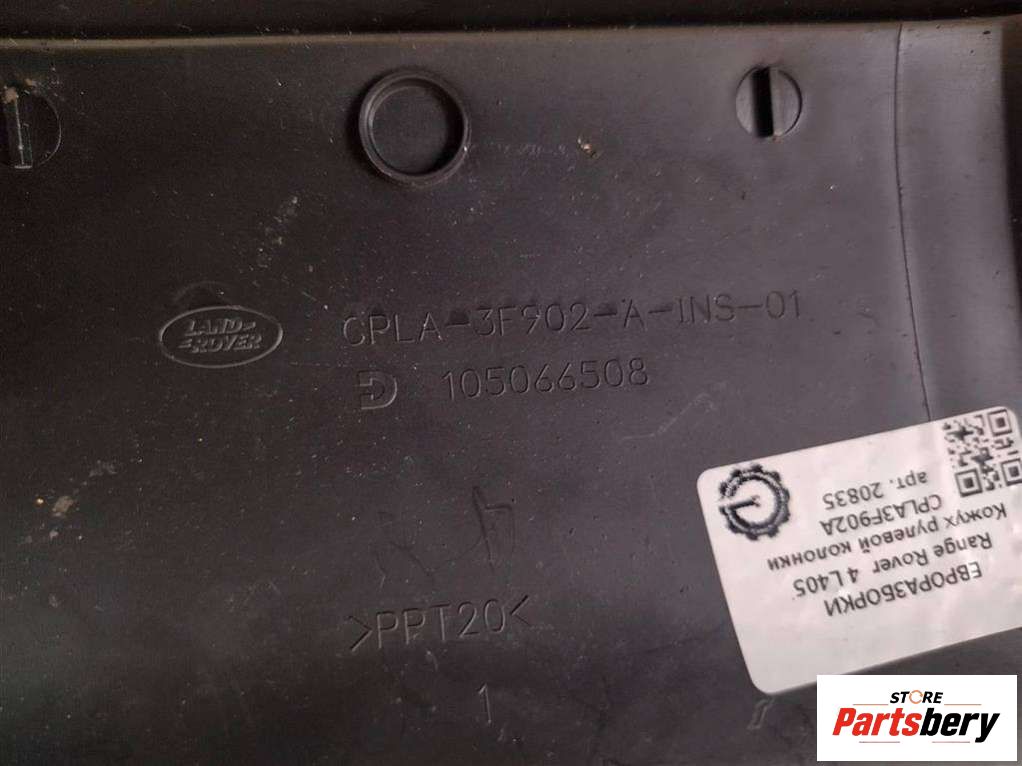 LAND-
ROVER
CPLA-3F902-A-INS-01
105066508
>PPT20<
1
ЕВРОРАЗБОРКИ
Range Rover 4 L405
Кожух рулевой колонки
CPLA3F902A
арт. 20835
STORE
Partsbery